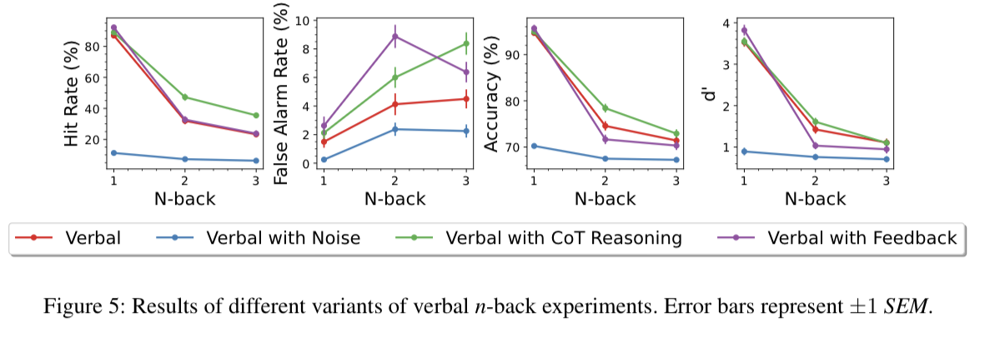 Hit Rate (%)
80
60
40
20
1 2 3
N-back
False Alarm Rate (%)
10
8
6
4
2
0
1 2 3
N-back
Accuracy (%)
90
80
70
1 2 3
N-back
d'
4
3
2
1
1 2 3
N-back
Verbal Verbal with Noise Verbal with CoT Reasoning Verbal with Feedback
Figure 5: Results of different variants of verbal n-back experiments. Error bars represent ±1 SEM.